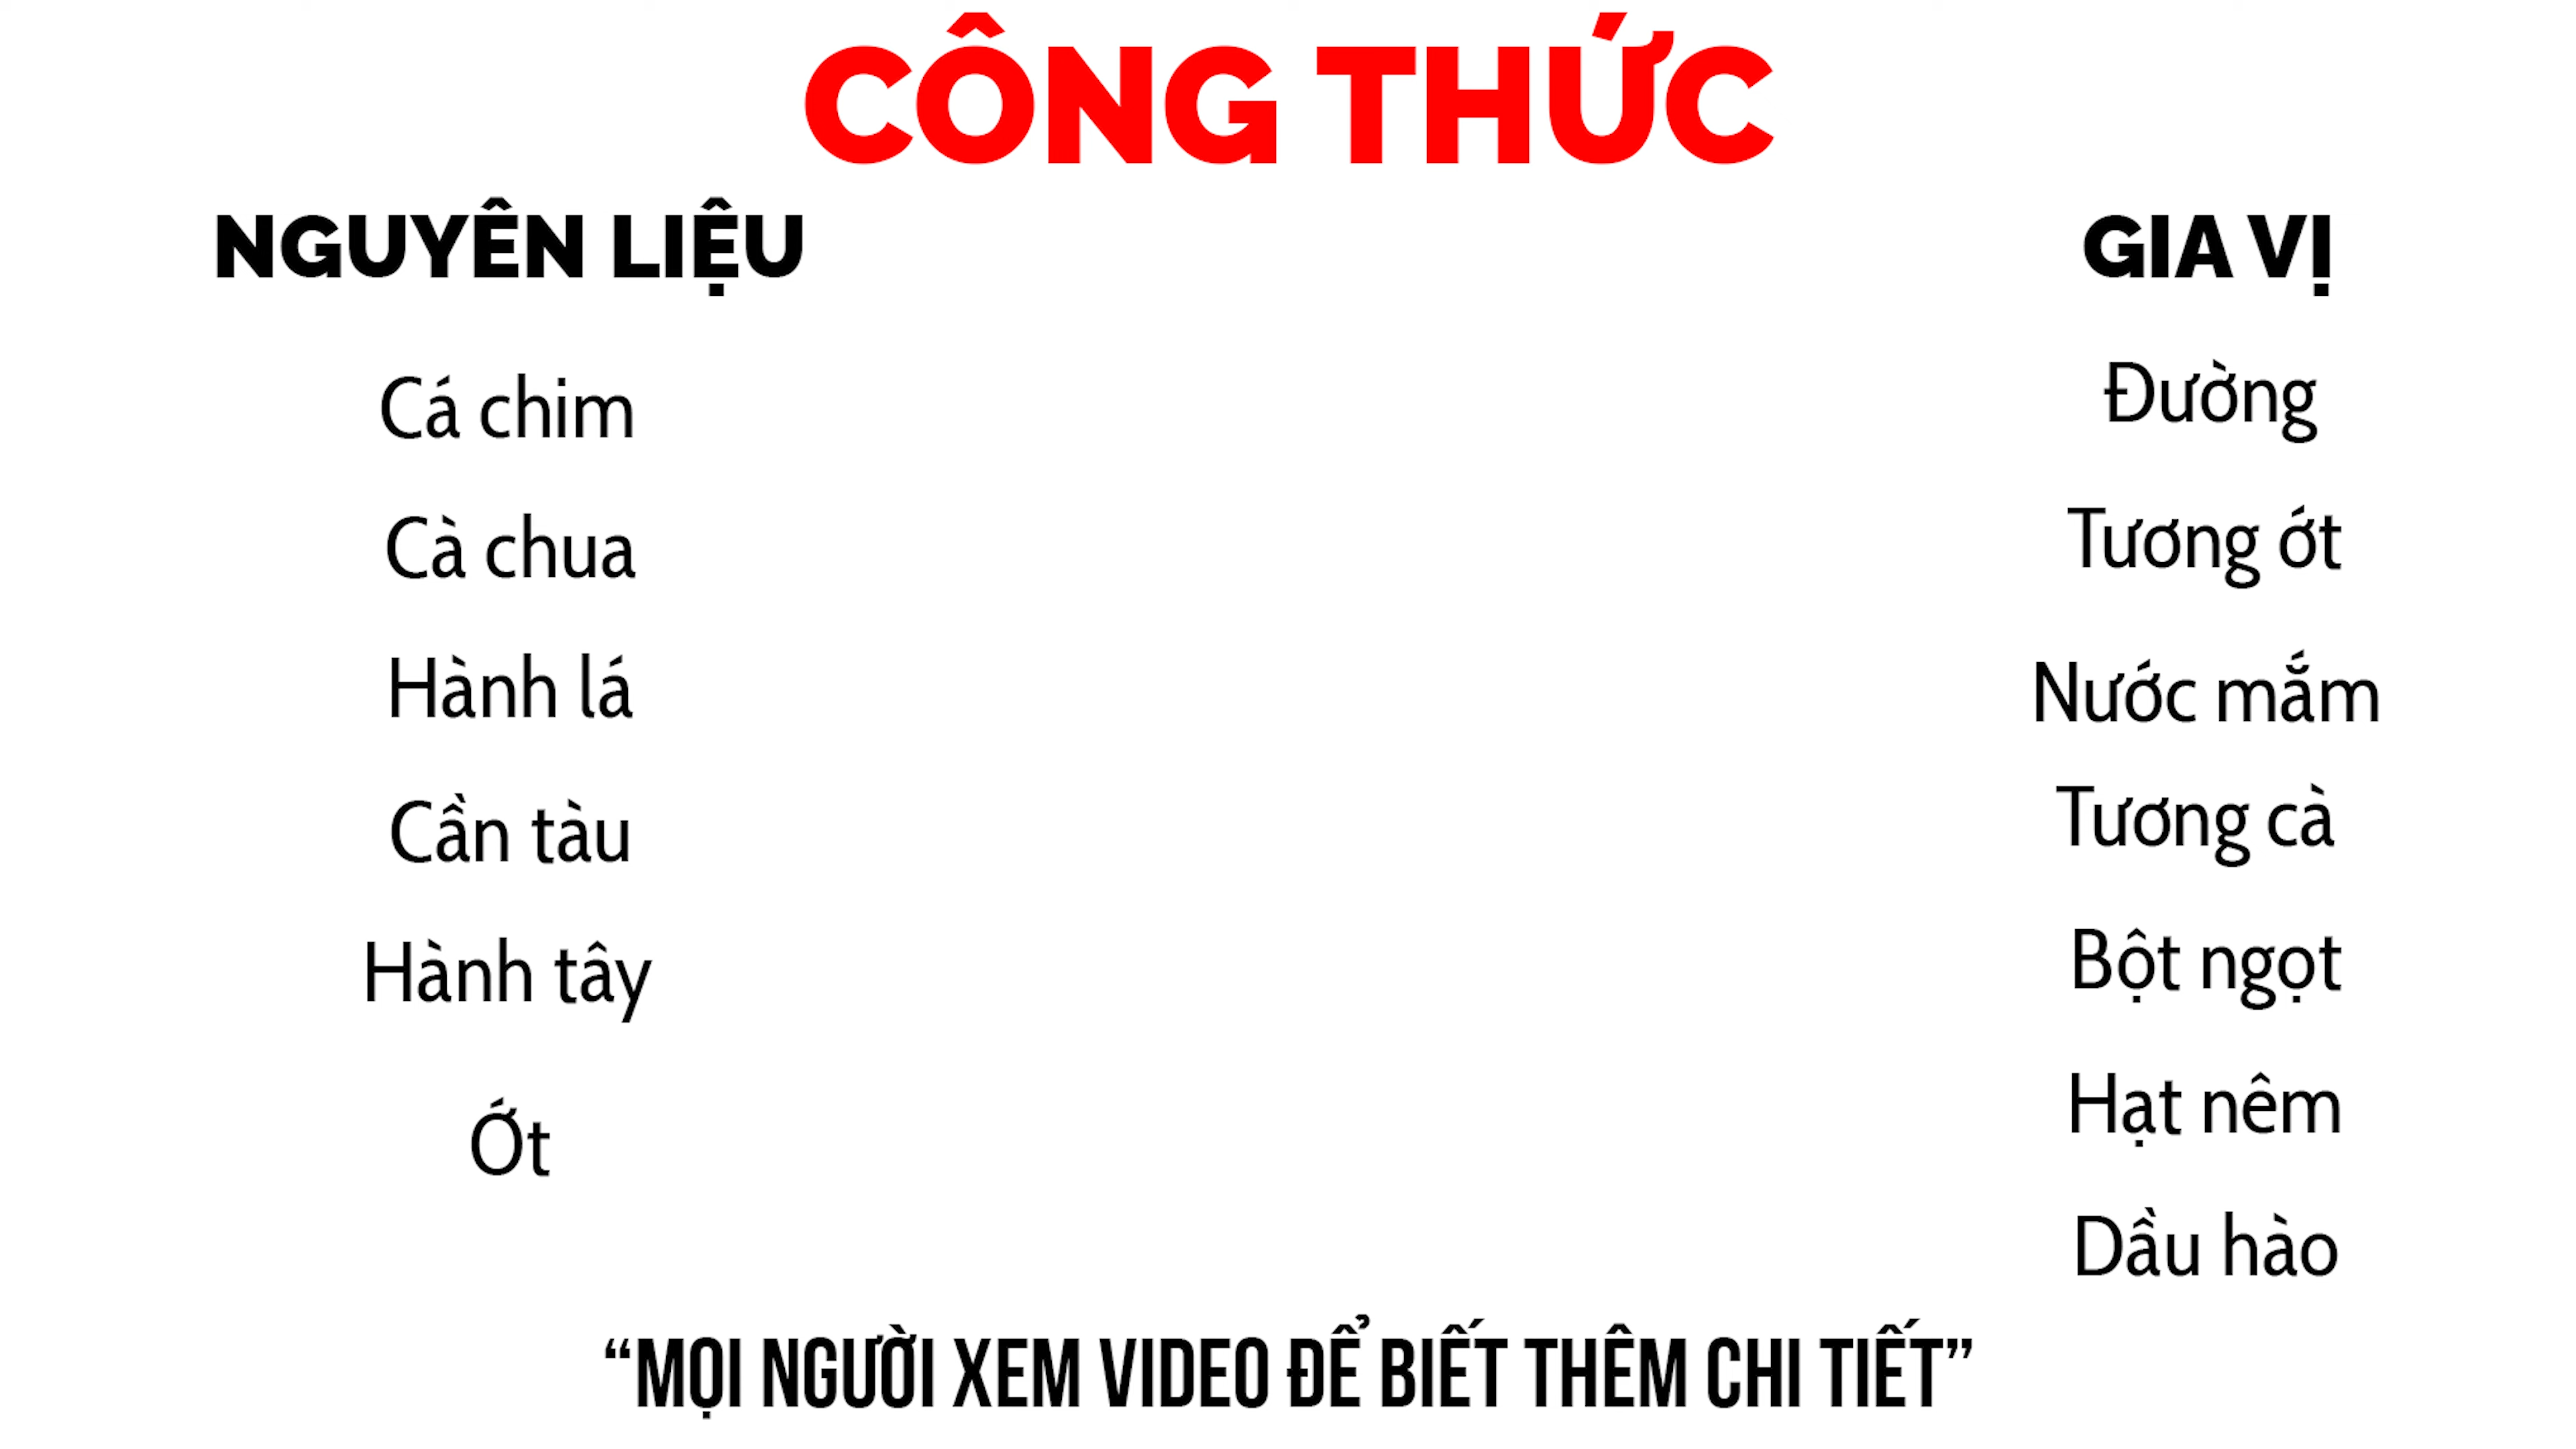 CÔNG THỨC
NGUYÊN LIỆU
Cá chim
Cà chua
Hành lá
Cần tàu
Hành tây
Ớt
GIA VỊ
Đường
Tương ớt
Nước mắm
Tương cà
Bột ngọt
Hạt nêm
Dầu hào
“MỌI NGƯỜI XEM VIDEO ĐỂ BIẾT THÊM CHI TIẾT”